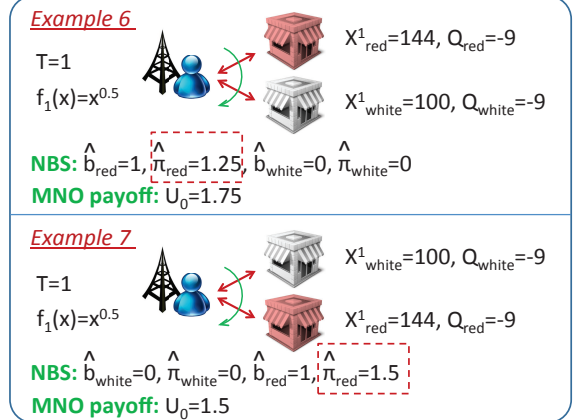 Example 6
X¹red=144, Qred=-9
T=1
f₁(x)=x^0.5
X¹white=100, Qwhite=-9
NBS: b̂red=1, π̂red=1.25, b̂white=0, π̂white=0
MNO payoff: U₀=1.75
Example 7
X¹white=100, Qwhite=-9
T=1
f₁(x)=x^0.5
X¹red=144, Qred=-9
NBS: b̂white=0, π̂white=0, b̂red=1, π̂red=1.5
MNO payoff: U₀=1.5